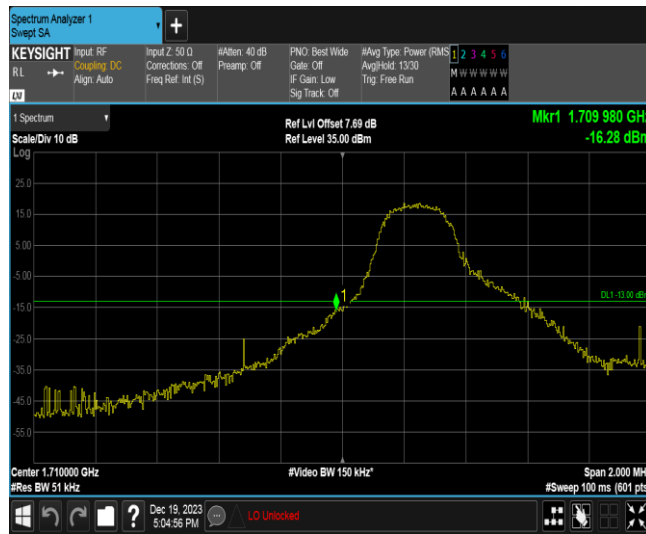 Spectrum Analyzer 1
Swept SA
+
KEYSIGHT
RL
LXI
Input: RF
Coupling: DC
Align: Auto
Input Z: 50 Ω
Corrections: Off
Freq Ref: Int (S)
#Atten: 40 dB
Preamp: Off
PNO: Best Wide
Gate: Off
IF Gain: Low
Sig Track: Off
#Avg Type: Power (RMS
Avg|Hold: 13/30
Trig: Free Run
1 2 3 4 5 6
M W W W W W
A A A A A A
1 Spectrum
Scale/Div 10 dB
Log
Ref Lvl Offset 7.69 dB
Ref Level 35.00 dBm
Mkr1 1.709 980 GHz
-16.28 dBm
25.0
15.0
5.00
-5.00
-15.0
-25.0
-35.0
-45.0
-55.0
1
DL1 -13.00 dBm
Center 1.710000 GHz
#Res BW 51 kHz
#Video BW 150 kHz*
Span 2.000 MH
#Sweep 100 ms (601 pts
?
Dec 19, 2023
5:04:56 PM
LO Unlocked